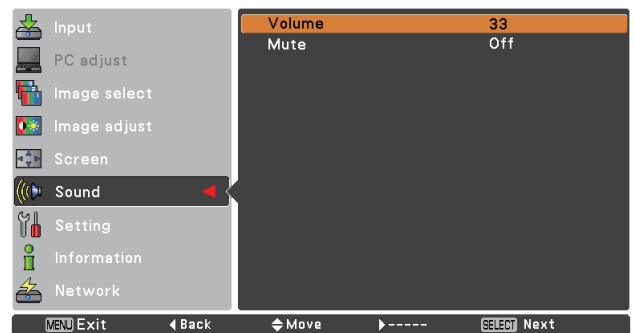 Input
PC adjust
Image select
Image adjust
Screen
Sound
Setting
Information
Network
Volume 33
Mute Off
MENU Exit Back Move ----- SELECT Next